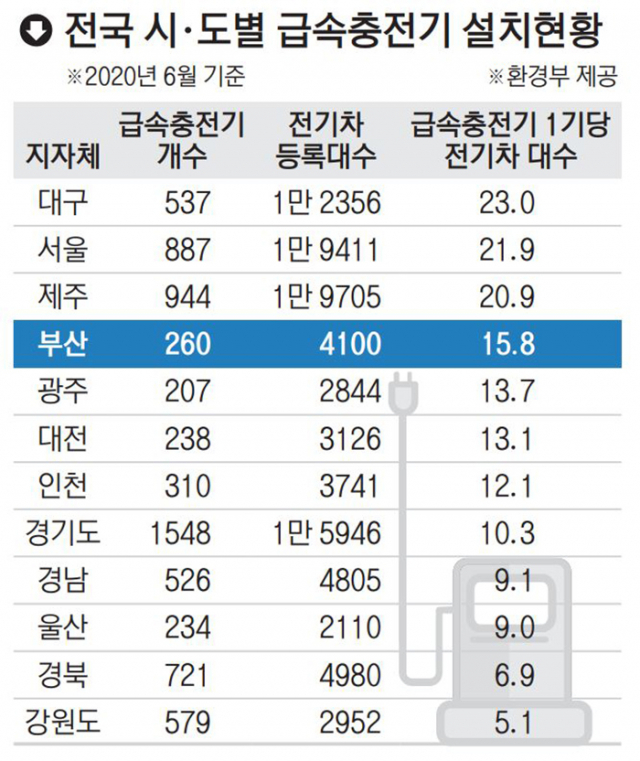 전국 시·도별 급속충전기 설치현황
※2020년 6월 기준 ※환경부 제공
지자체 급속충전기 개수 전기차 등록대수 급속충전기 1기당 전기차 대수
대구 537 1만 2356 23.0
서울 887 1만 9411 21.9
제주 944 1만 9705 20.9
부산 260 4100 15.8
광주 207 2844 13.7
대전 238 3126 13.1
인천 310 3741 12.1
경기도 1548 1만 5946 10.3
경남 526 4805 9.1
울산 234 2110 9.0
경북 721 4980 6.9
강원도 579 2952 5.1